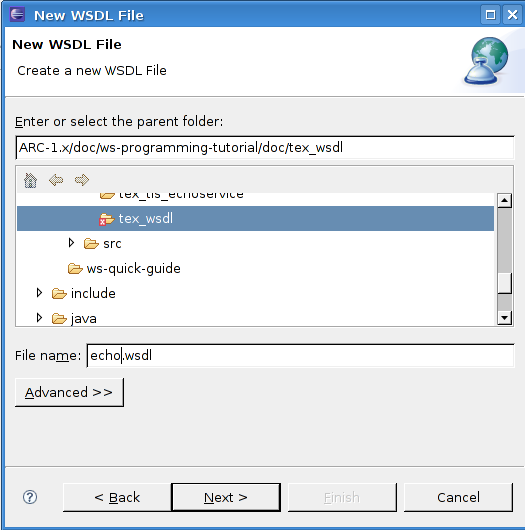 New WSDL File
New WSDL File
Create a new WSDL File
Enter or select the parent folder:
ARC-1.x/doc/ws-programming-tutorial/doc/tex_wsdl
tex_tls_echoservice
tex_wsdl
src
ws-quick-guide
include
java
File name: echo.wsdl
Advanced >>
? < Back Next > Finish Cancel